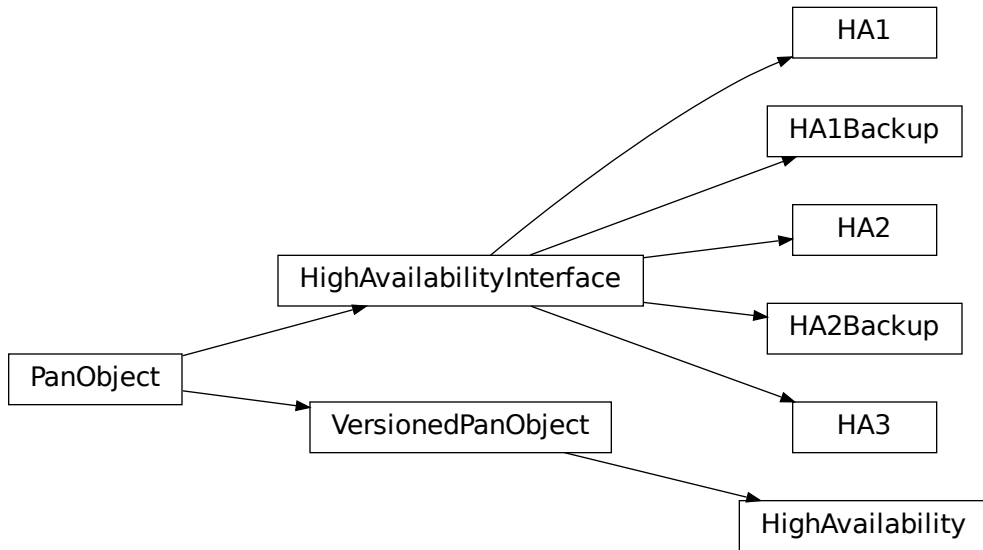 HA1
HA1Backup
HA2
HighAvailabilityInterface
HA2Backup
PanObject
HA3
VersionedPanObject
HighAvailability